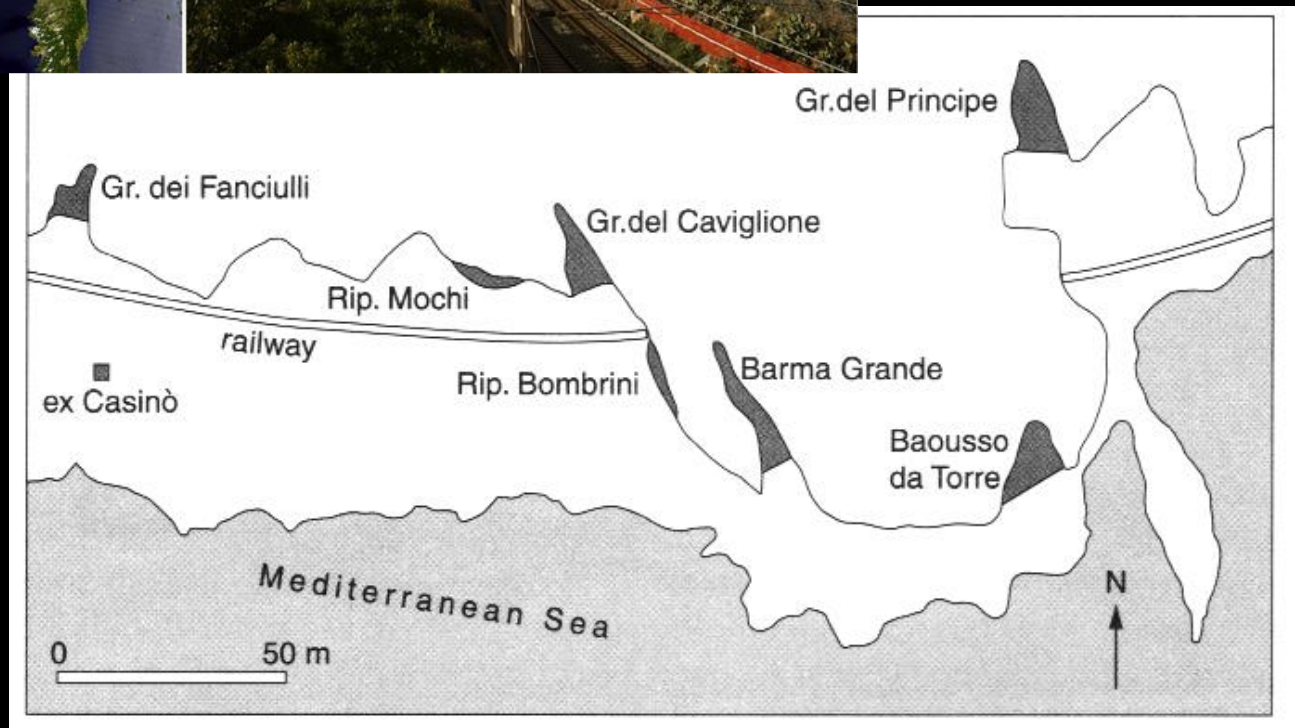 Gr.del Principe
Gr. dei Fanciulli
Gr.del Caviglione
Rip. Mochi
railway
Rip. Bombrini
Barma Grande
ex Casinò
Baousso
da Torre
Mediterranean Sea
N
0 50 m